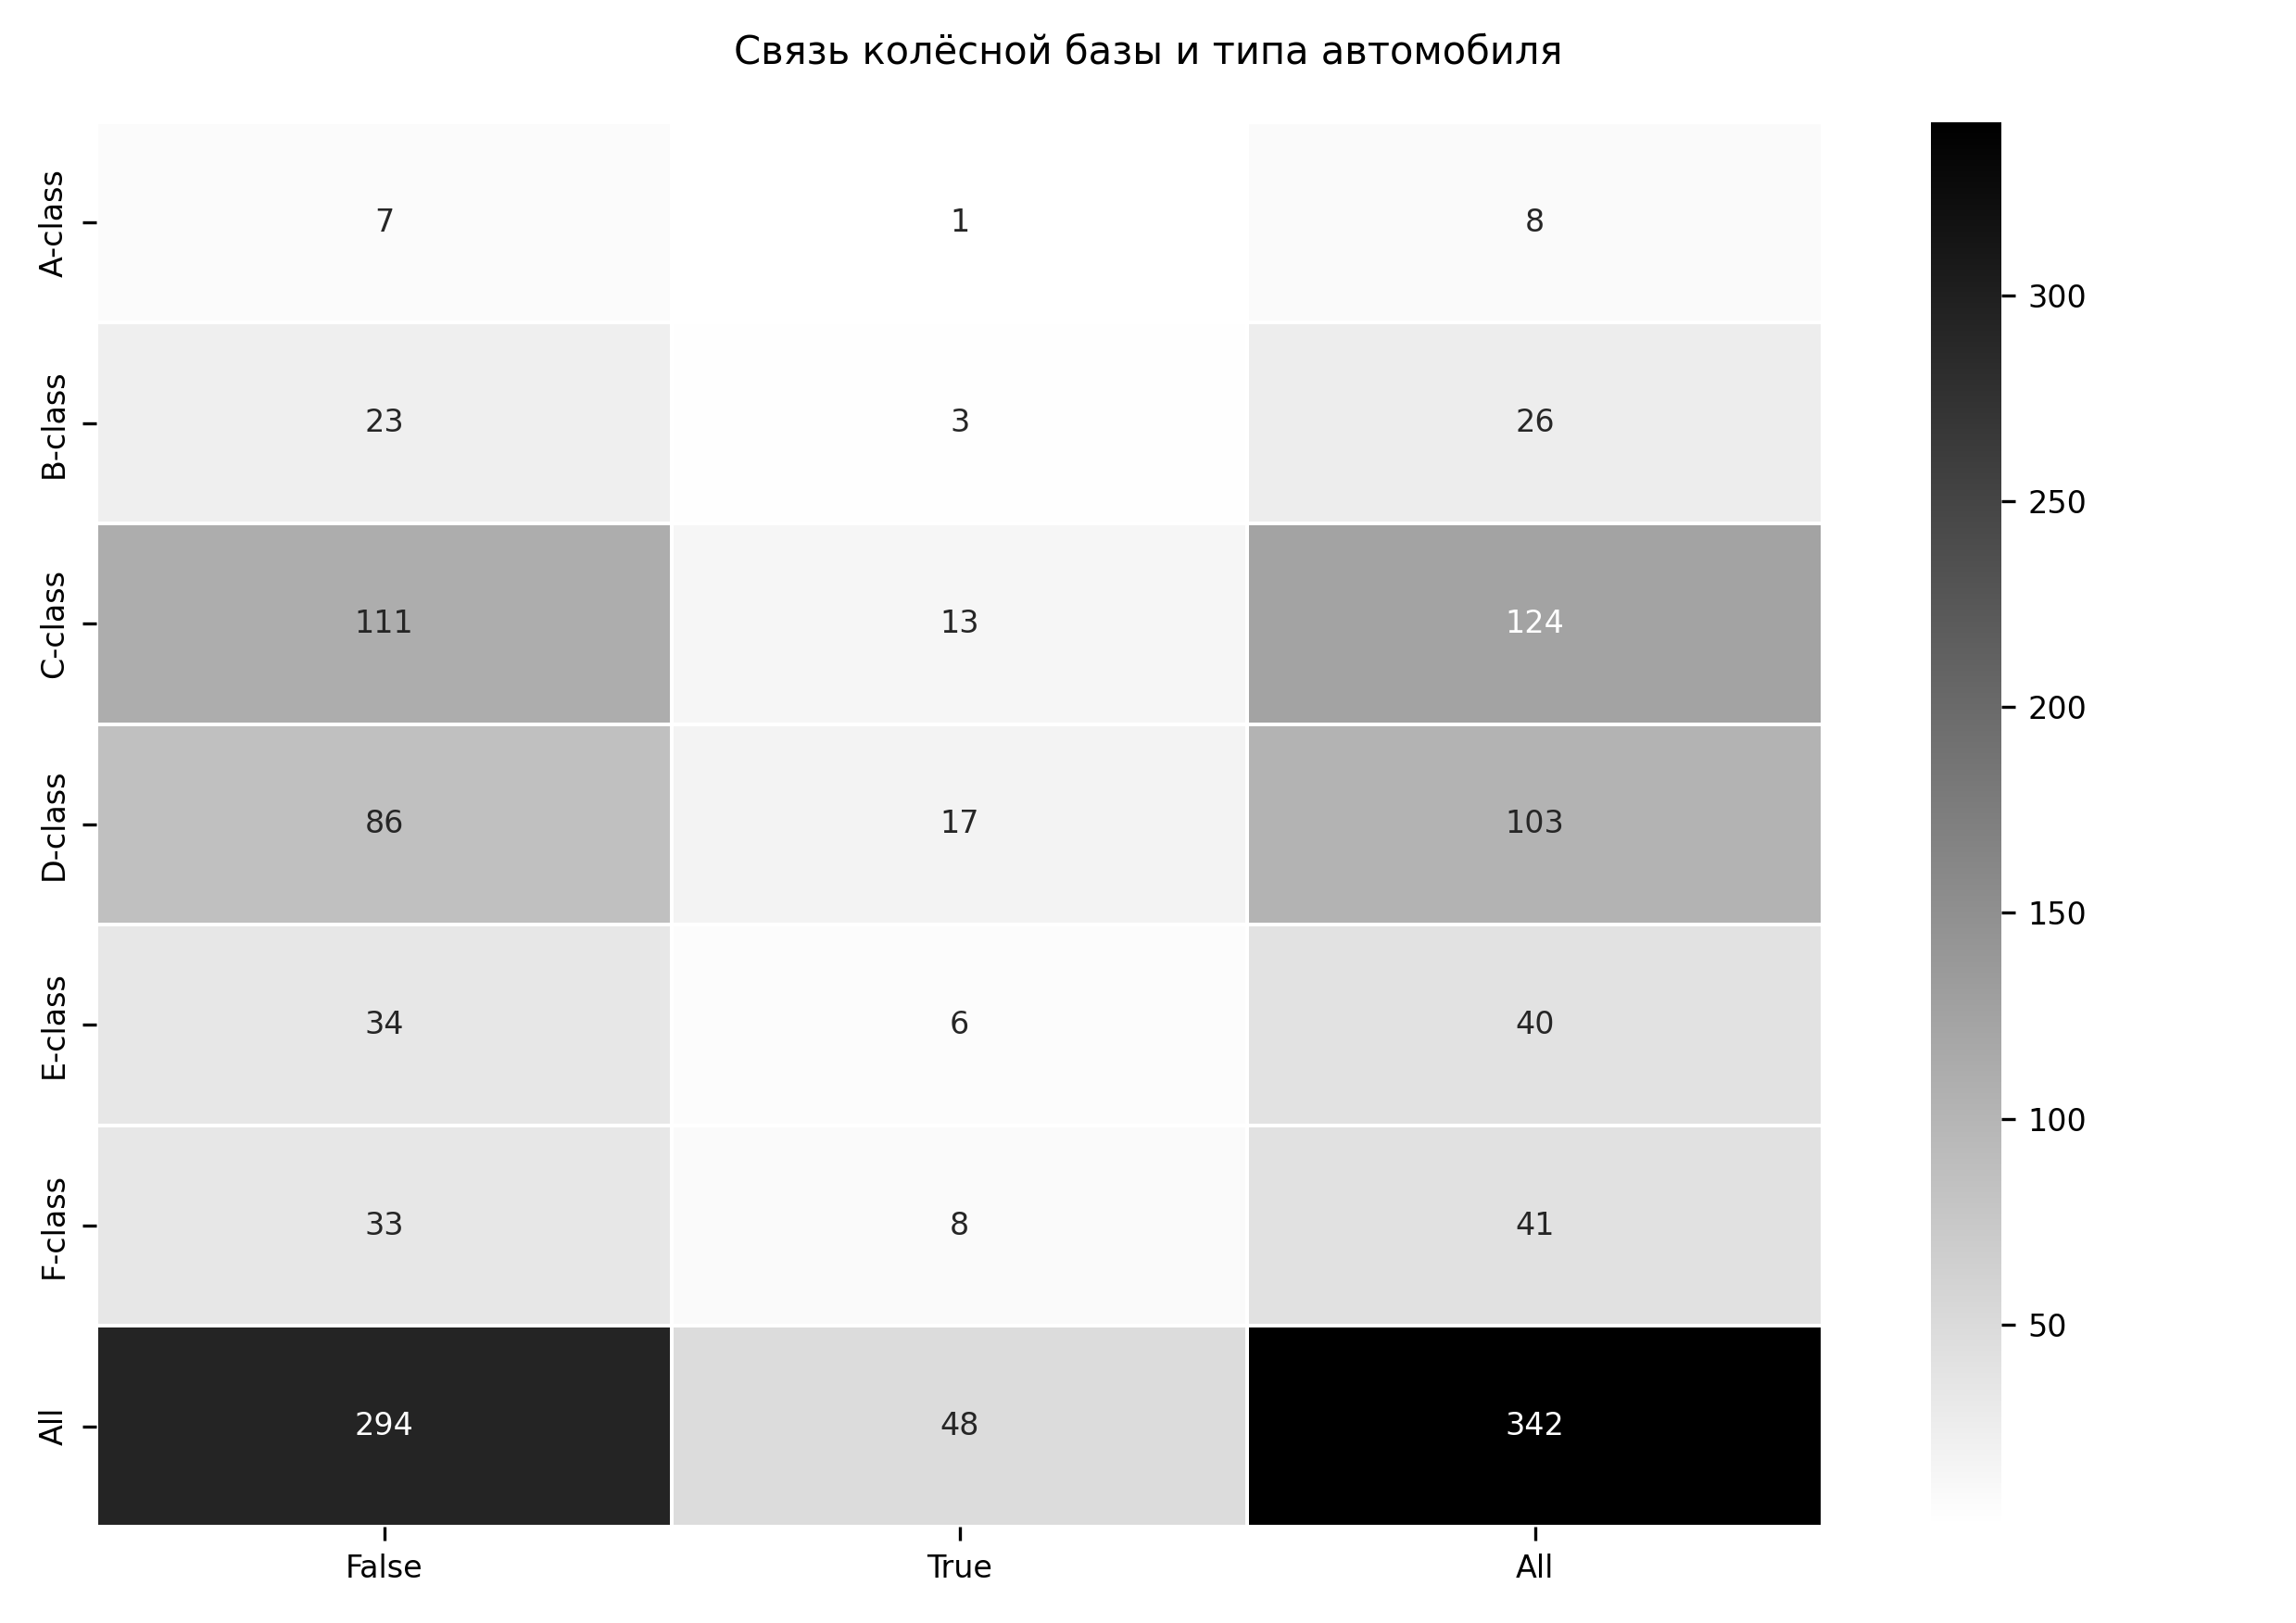 Связь колёсной базы и типа автомобиля
A-class
7
1
8
B-class
23
3
26
C-class
111
13
124
D-class
86
17
103
E-class
34
6
40
F-class
33
8
41
All
294
48
342
False
True
All
300
250
200
150
100
50